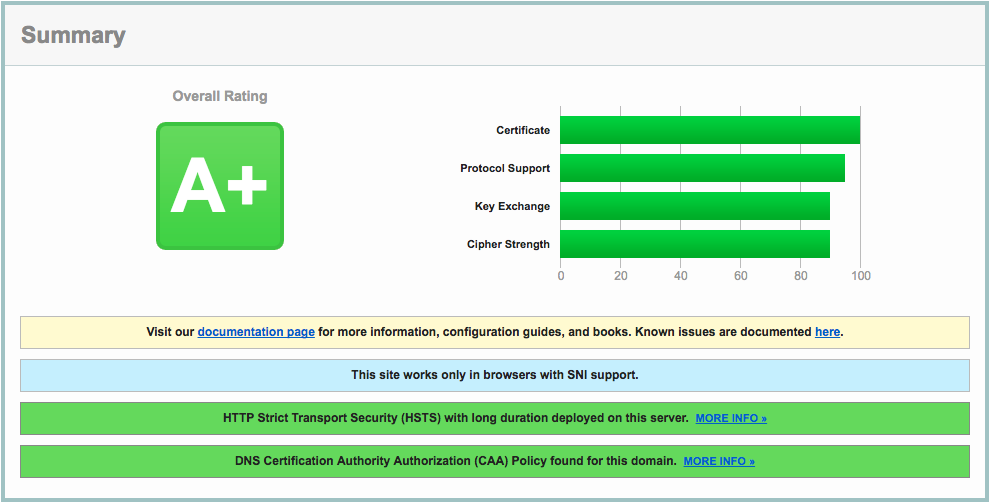 Summary
Overall Rating
A+
Certificate
Protocol Support
Key Exchange
Cipher Strength
0 20 40 60 80 100
Visit our documentation page for more information, configuration guides, and books. Known issues are documented here.
This site works only in browsers with SNI support.
HTTP Strict Transport Security (HSTS) with long duration deployed on this server. MORE INFO »
DNS Certification Authority Authorization (CAA) Policy found for this domain. MORE INFO »